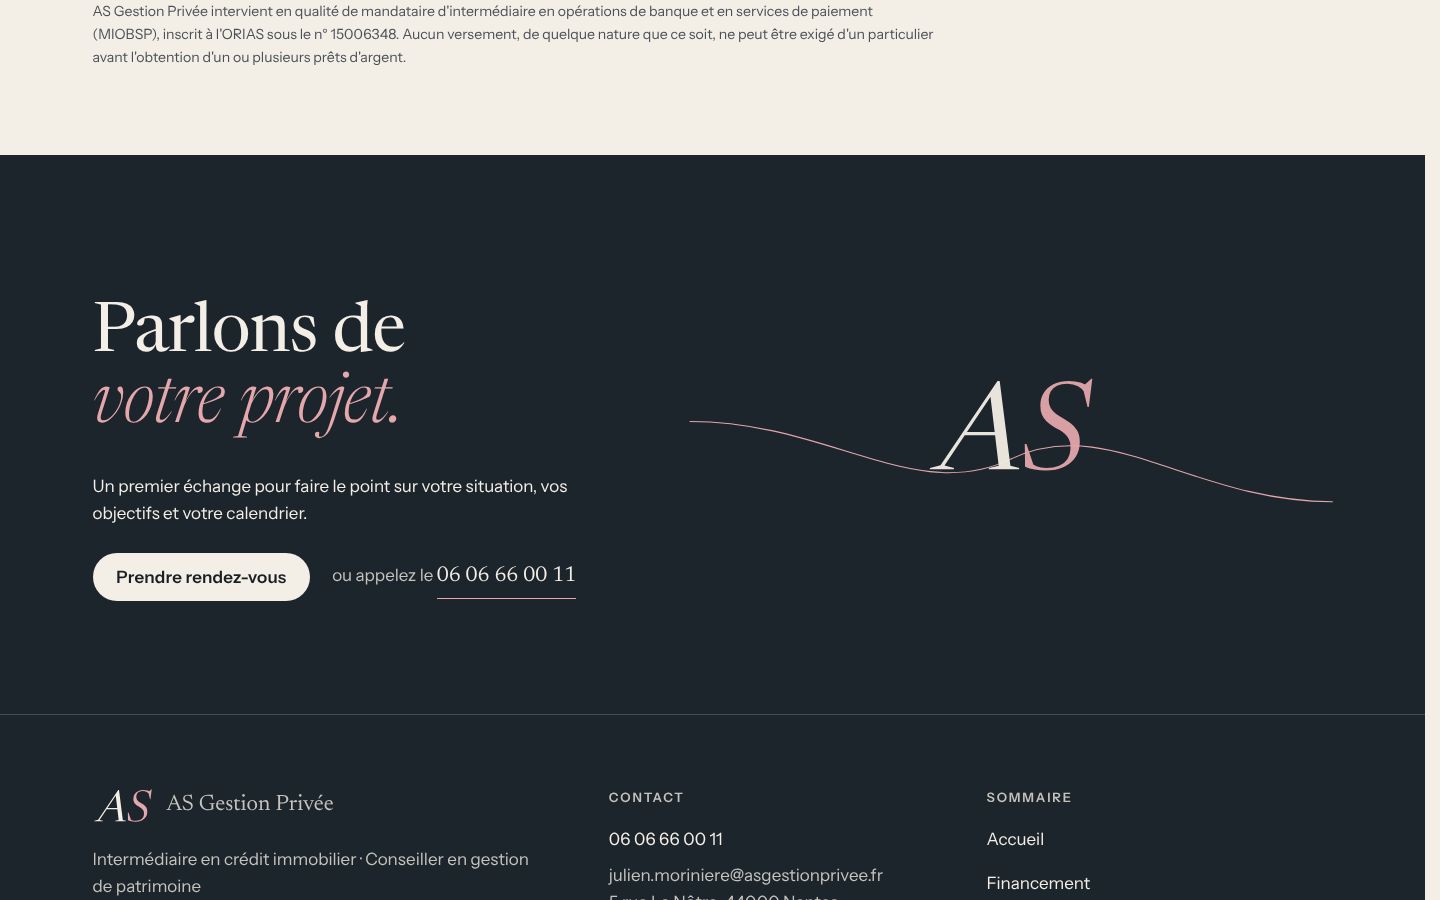 AS Gestion Privée intervient en qualité de mandataire d'intermédiaire en opérations de banque et en services de paiement
(MIOBSP), inscrit à l'ORIAS sous le n° 15006348. Aucun versement, de quelque nature que ce soit, ne peut être exigé d'un particulier
avant l'obtention d'un ou plusieurs prêts d'argent.
Parlons de
votre projet.
Un premier échange pour faire le point sur votre situation, vos
objectifs et votre calendrier.
Prendre rendez-vous
ou appelez le 06 06 66 00 11
AS
AS AS Gestion Privée
Intermédiaire en crédit immobilier · Conseiller en gestion
de patrimoine
CONTACT
06 06 66 00 11
julien.moriniere@asgestionprivee.fr
SOMMAIRE
Accueil
Financement